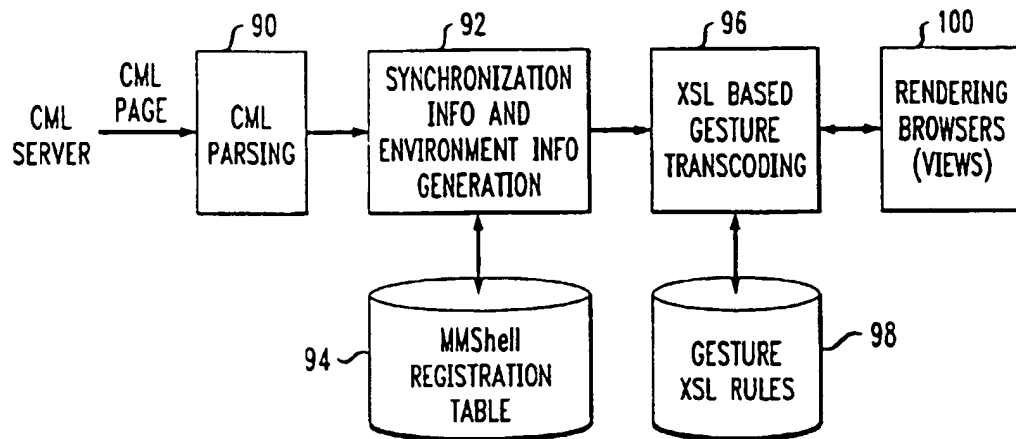 90
92
96
100
CML
PAGE
CML
SERVER
CML
PARSING
SYNCHRONIZATION
INFO AND
ENVIRONMENT INFO
GENERATION
XSL BASED
GESTURE
TRANSCODING
RENDERING
BROWSERS
(VIEWS)
94
MMShell
REGISTRATION
TABLE
GESTURE
XSL RULES
98